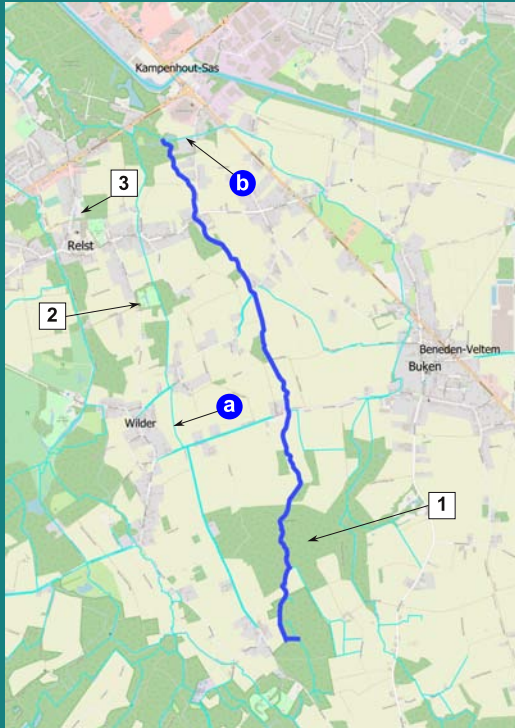 Kampenhout-Sas
b
3
Relst
2
Beneden-Veltem
Buken
a
Wilder
1